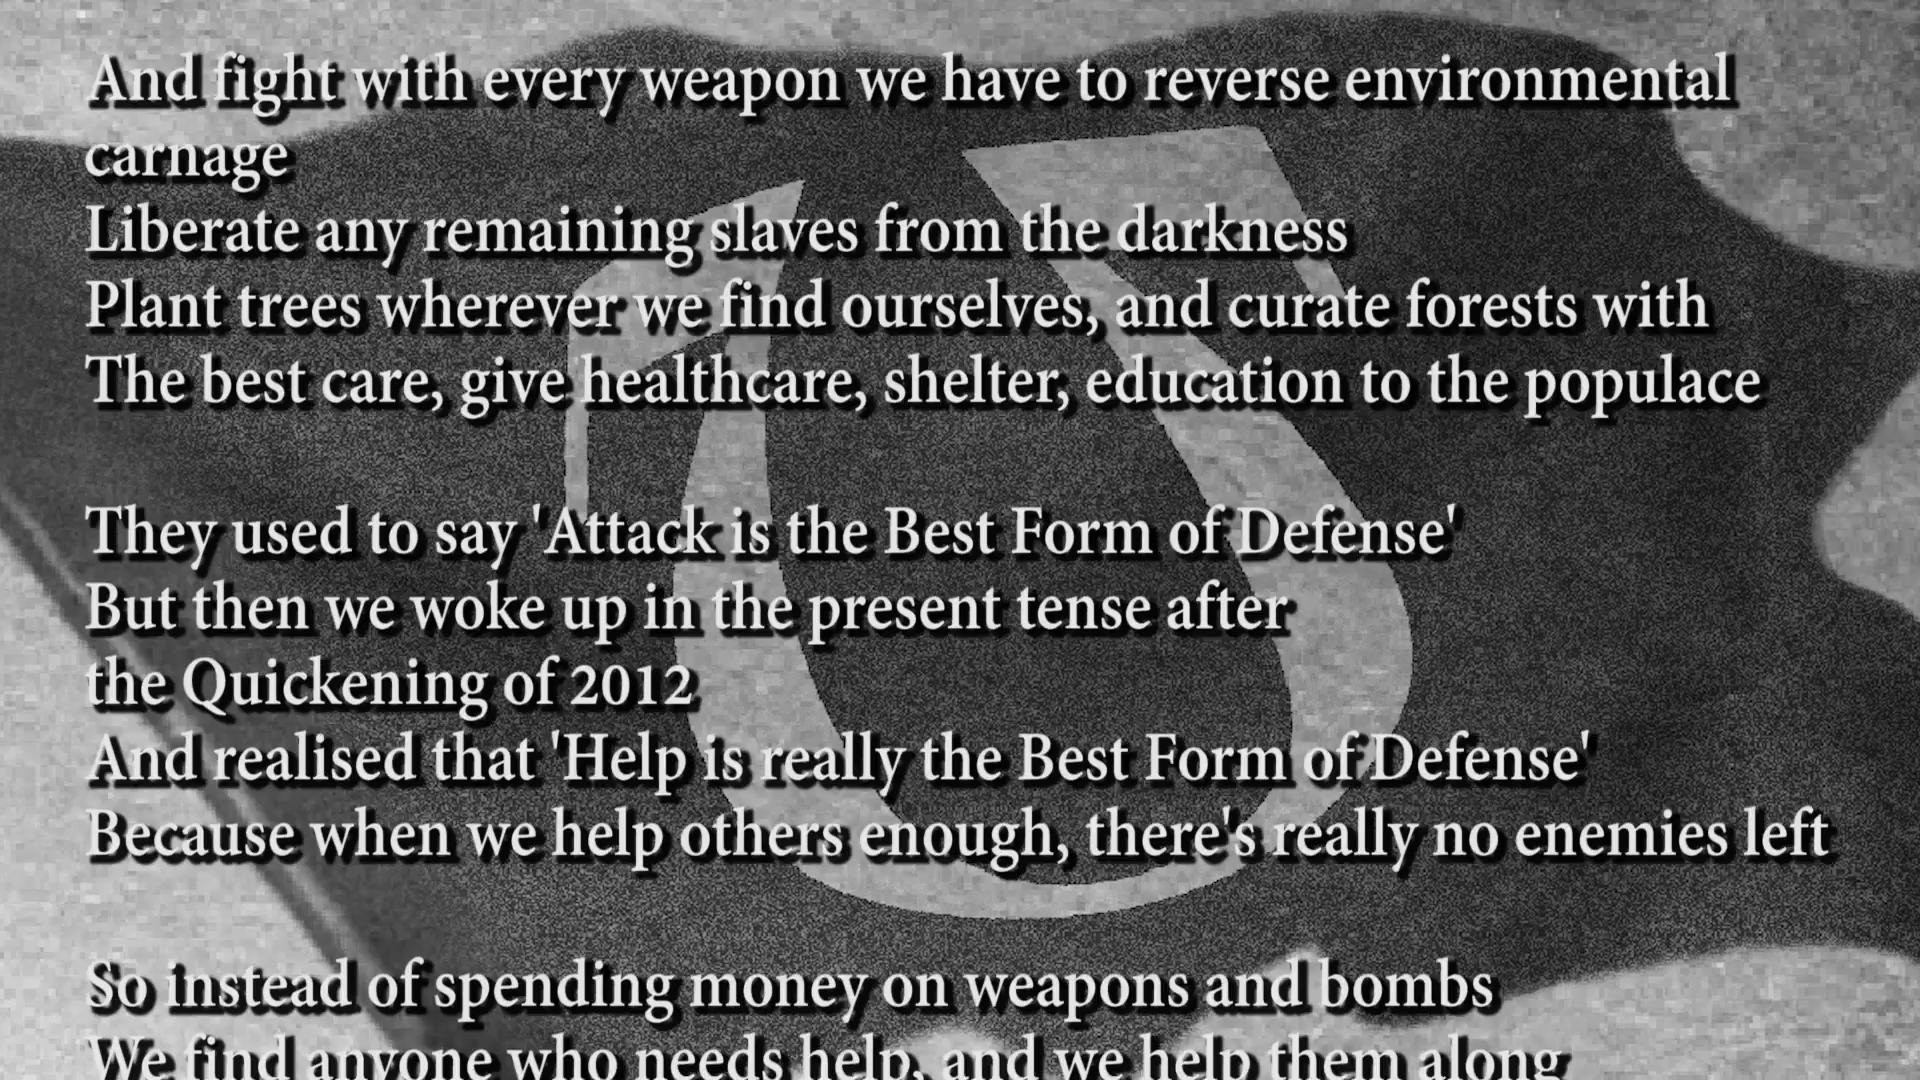 And fight with every weapon we have to reverse environmental
carnage
Liberate any remaining slaves from the darkness
Plant trees wherever we find ourselves, and curate forests with
The best care, give healthcare, shelter, education to the populace
They used to say 'Attack is the Best Form of Defense'
But then we woke up in the present tense after
the Quickening of 2012
And realised that 'Help is really the Best Form of Defense'
Because when we help others enough, there's really no enemies left
So instead of spending money on weapons and bombs
We find anyone who needs help, and we help them along